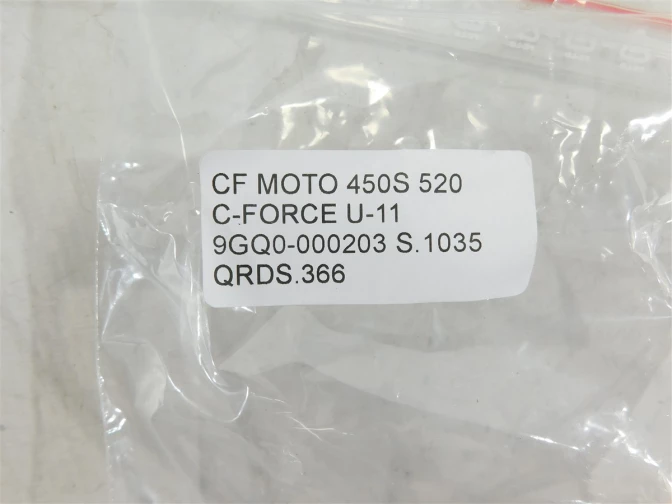 CF MOTO 450S 520
C-FORCE U-11
9GQ0-000203 S.1035
QRDS.366